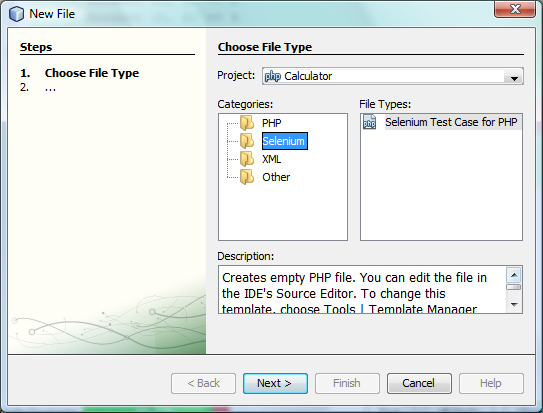 New File
Steps
1. Choose File Type
2. ...
Choose File Type
Project: php Calculator
Categories:
PHP
Selenium
XML
Other
File Types:
php Selenium Test Case for PHP
Description:
Creates empty PHP file. You can edit the file in
the IDE's Source Editor. To change this
template, choose Tools | Template Manager
< Back Next > Finish Cancel Help